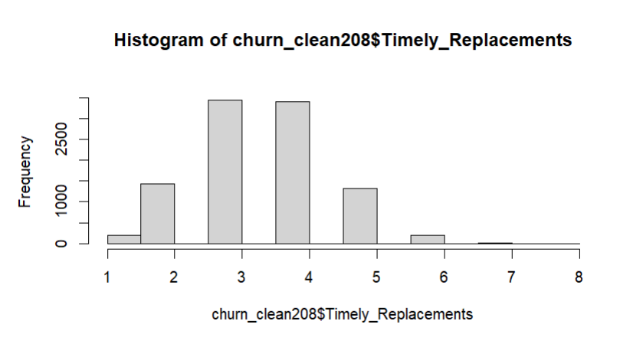 Histogram of churn_clean208$Timely_Replacements
Frequency
2500
1000
0
1 2 3 4 5 6 7 8
churn_clean208$Timely_Replacements